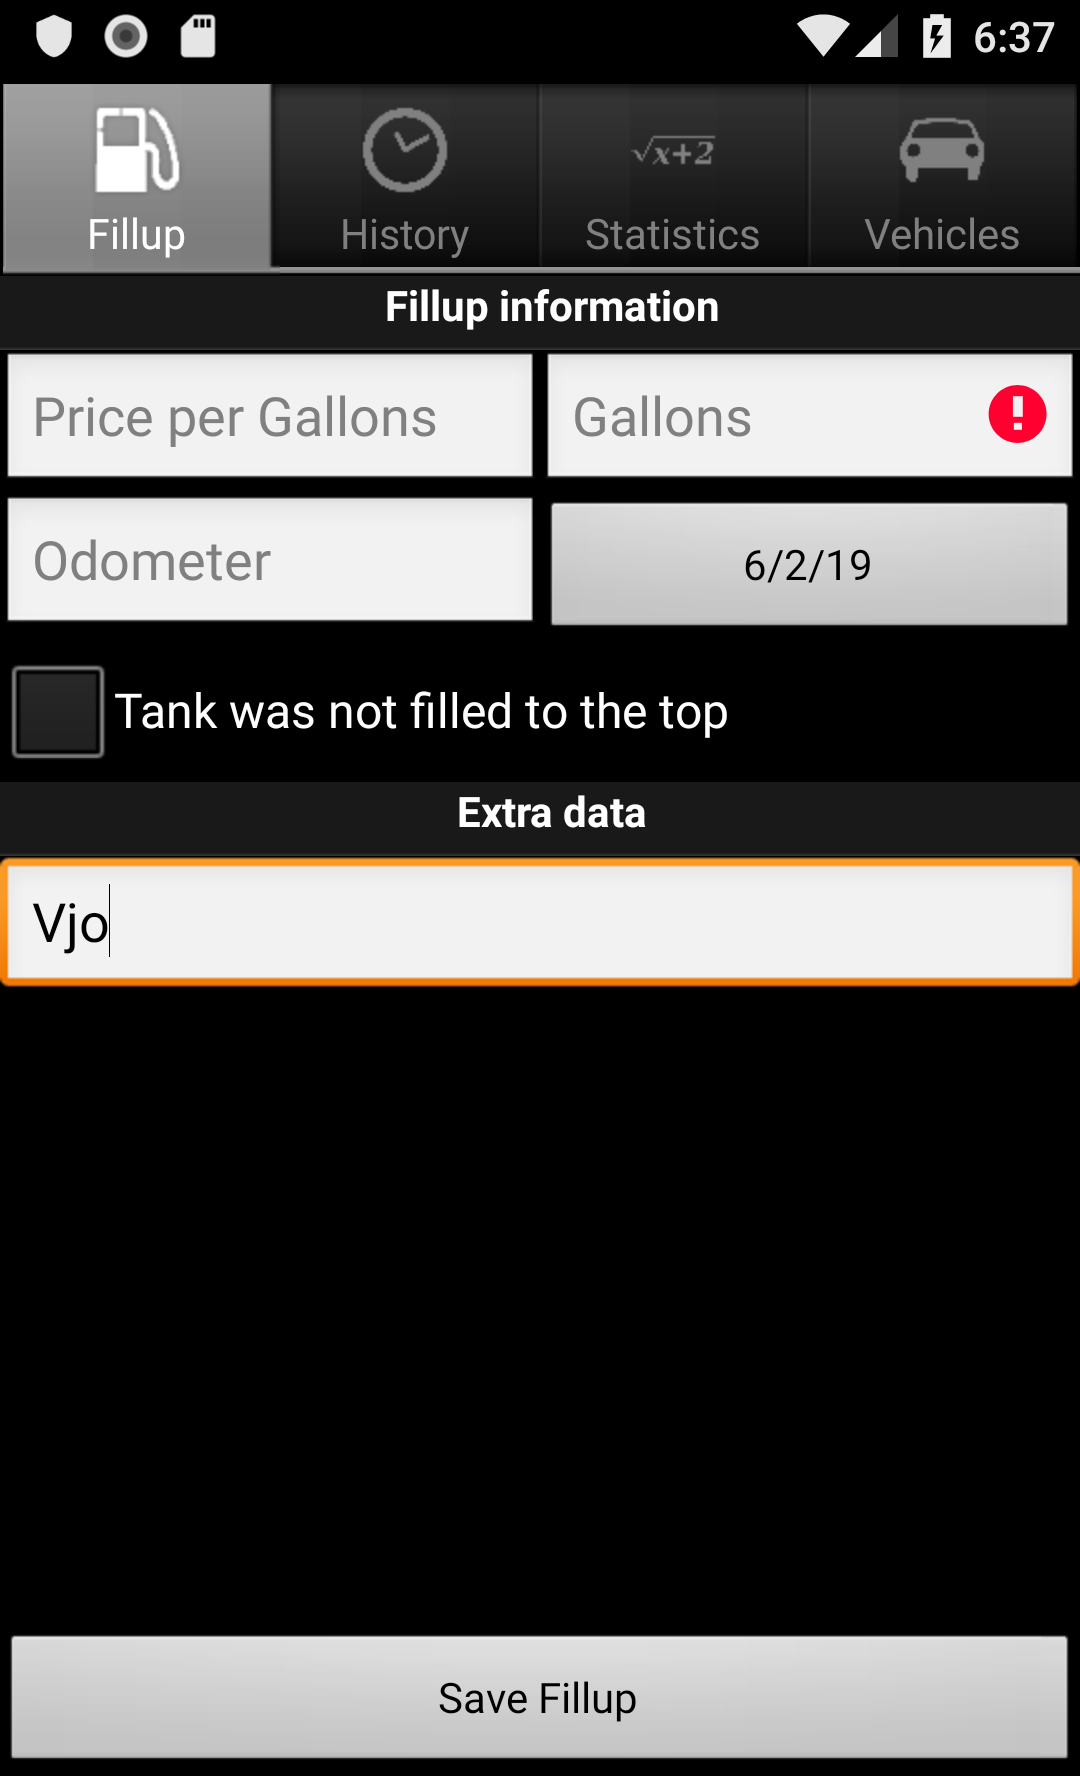 6:37
Fillup
History
√x+2
Statistics
Vehicles
Fillup information
Price per Gallons
Gallons
Odometer
6/2/19
Tank was not filled to the top
Extra data
Vjo
Save Fillup